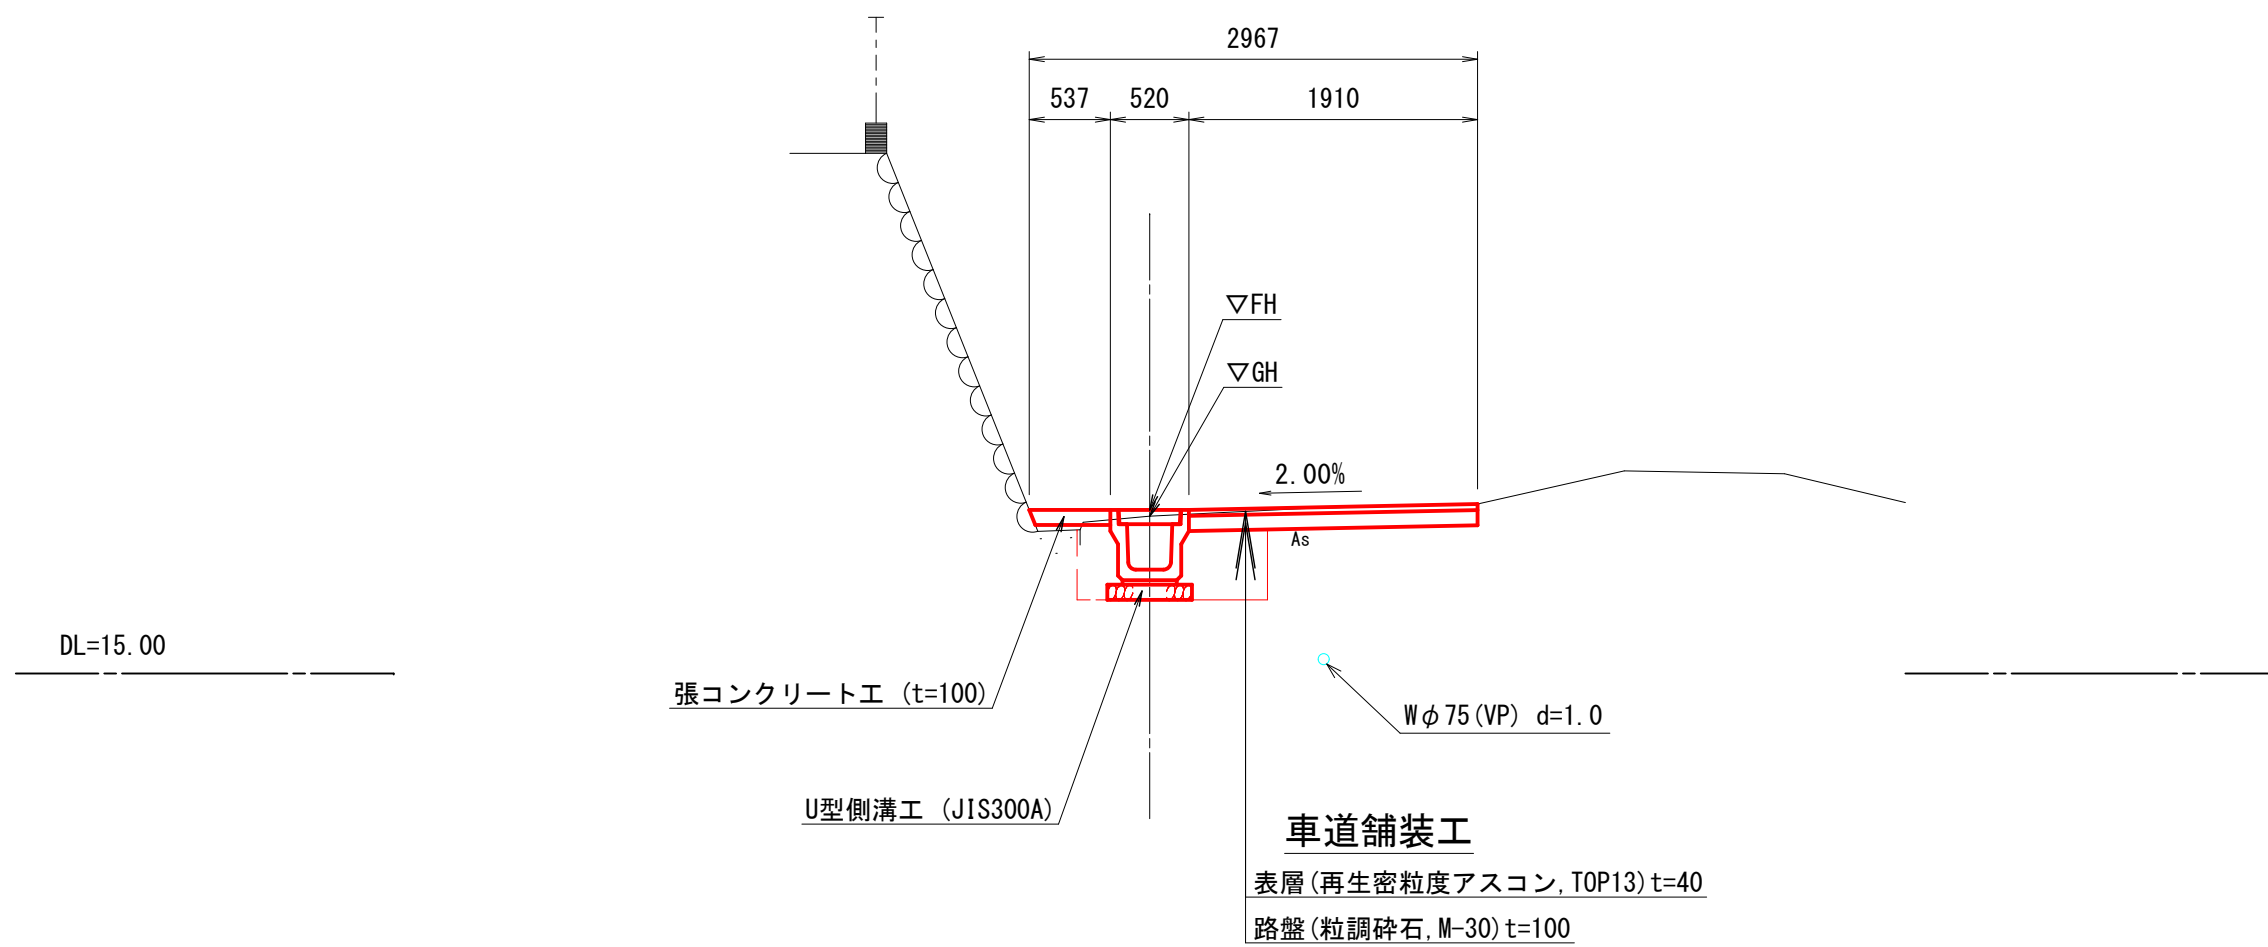 2967
537
520
1910
▽FH
▽GH
2.00%
As
DL=15.00
張コンクリート工 (t=100)
Wφ75(VP) d=1.0
U型側溝工 (JIS300A)
車道舗装工
表層(再生密粒度アスコン,TOP13)t=40
路盤(粒調砕石,M-30)t=100